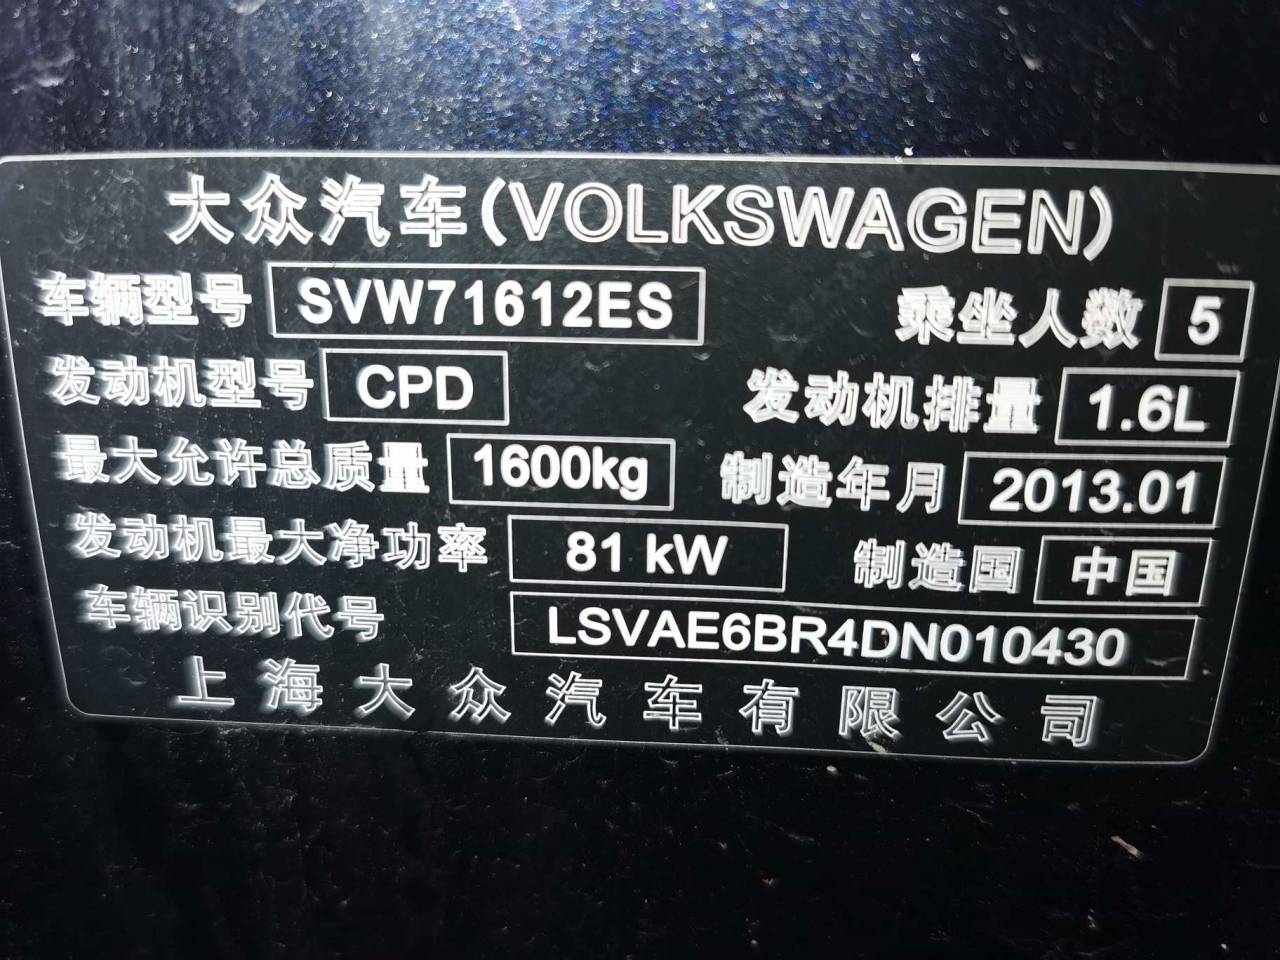 大众汽车(VOLKSWAGEN)
车辆型号 SVW71612ES 乘坐人数 5
发动机型号 CPD 发动机排量 1.6L
最大允许总质量 1600kg 制造年月 2013.01
发动机最大净功率 81 kW 制造国 中国
车辆识别代号 LSVAE6BR4DN010430
上海大众汽车有限公司